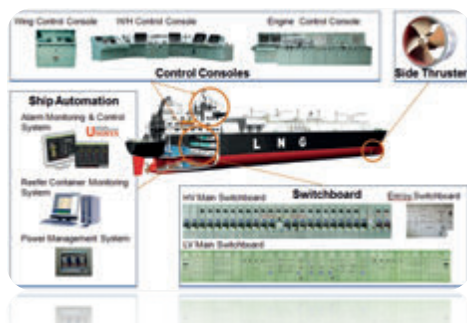 Wing Control Console
W/H Control Console
Engine Control Console
Control Consoles
Side Thruster
Ship Automation
Alarm Monitoring & Control
System
Reefer Container Monitoring
System
Power Management System
LNG
Switchboard
HV Main Switchboard
Switchboard
LV Main Switchboard